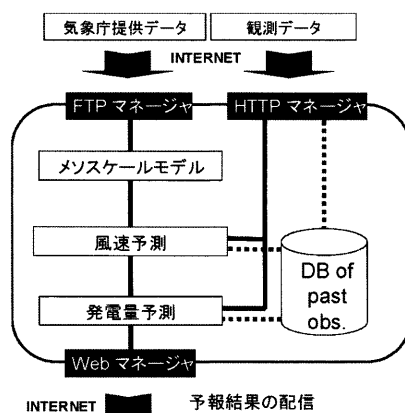 気象庁提供データ
観測データ
INTERNET
FTP マネージャ
HTTP マネージャ
メソスケールモデル
風速予測
発電量予測
DB of
past
obs.
Web マネージャ
INTERNET
予報結果の配信